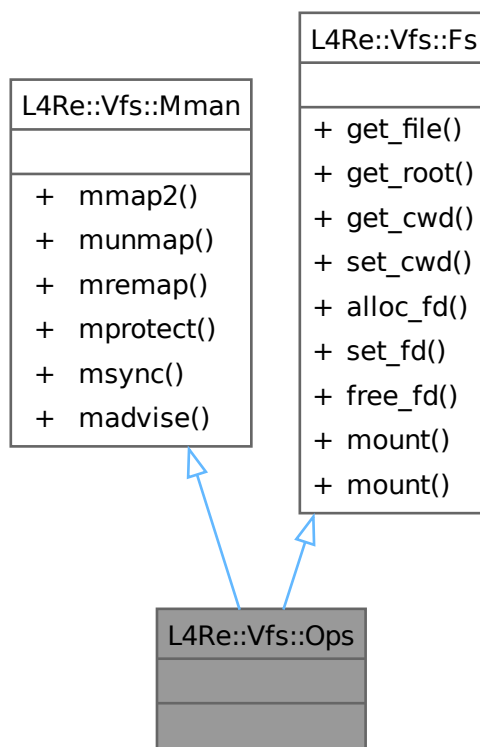 L4Re::Vfs::Mman
+ mmap2()
+ munmap()
+ mremap()
+ mprotect()
+ msync()
+ madvise()
L4Re::Vfs::Fs
+ get_file()
+ get_root()
+ get_cwd()
+ set_cwd()
+ alloc_fd()
+ set_fd()
+ free_fd()
+ mount()
+ mount()
L4Re::Vfs::Ops